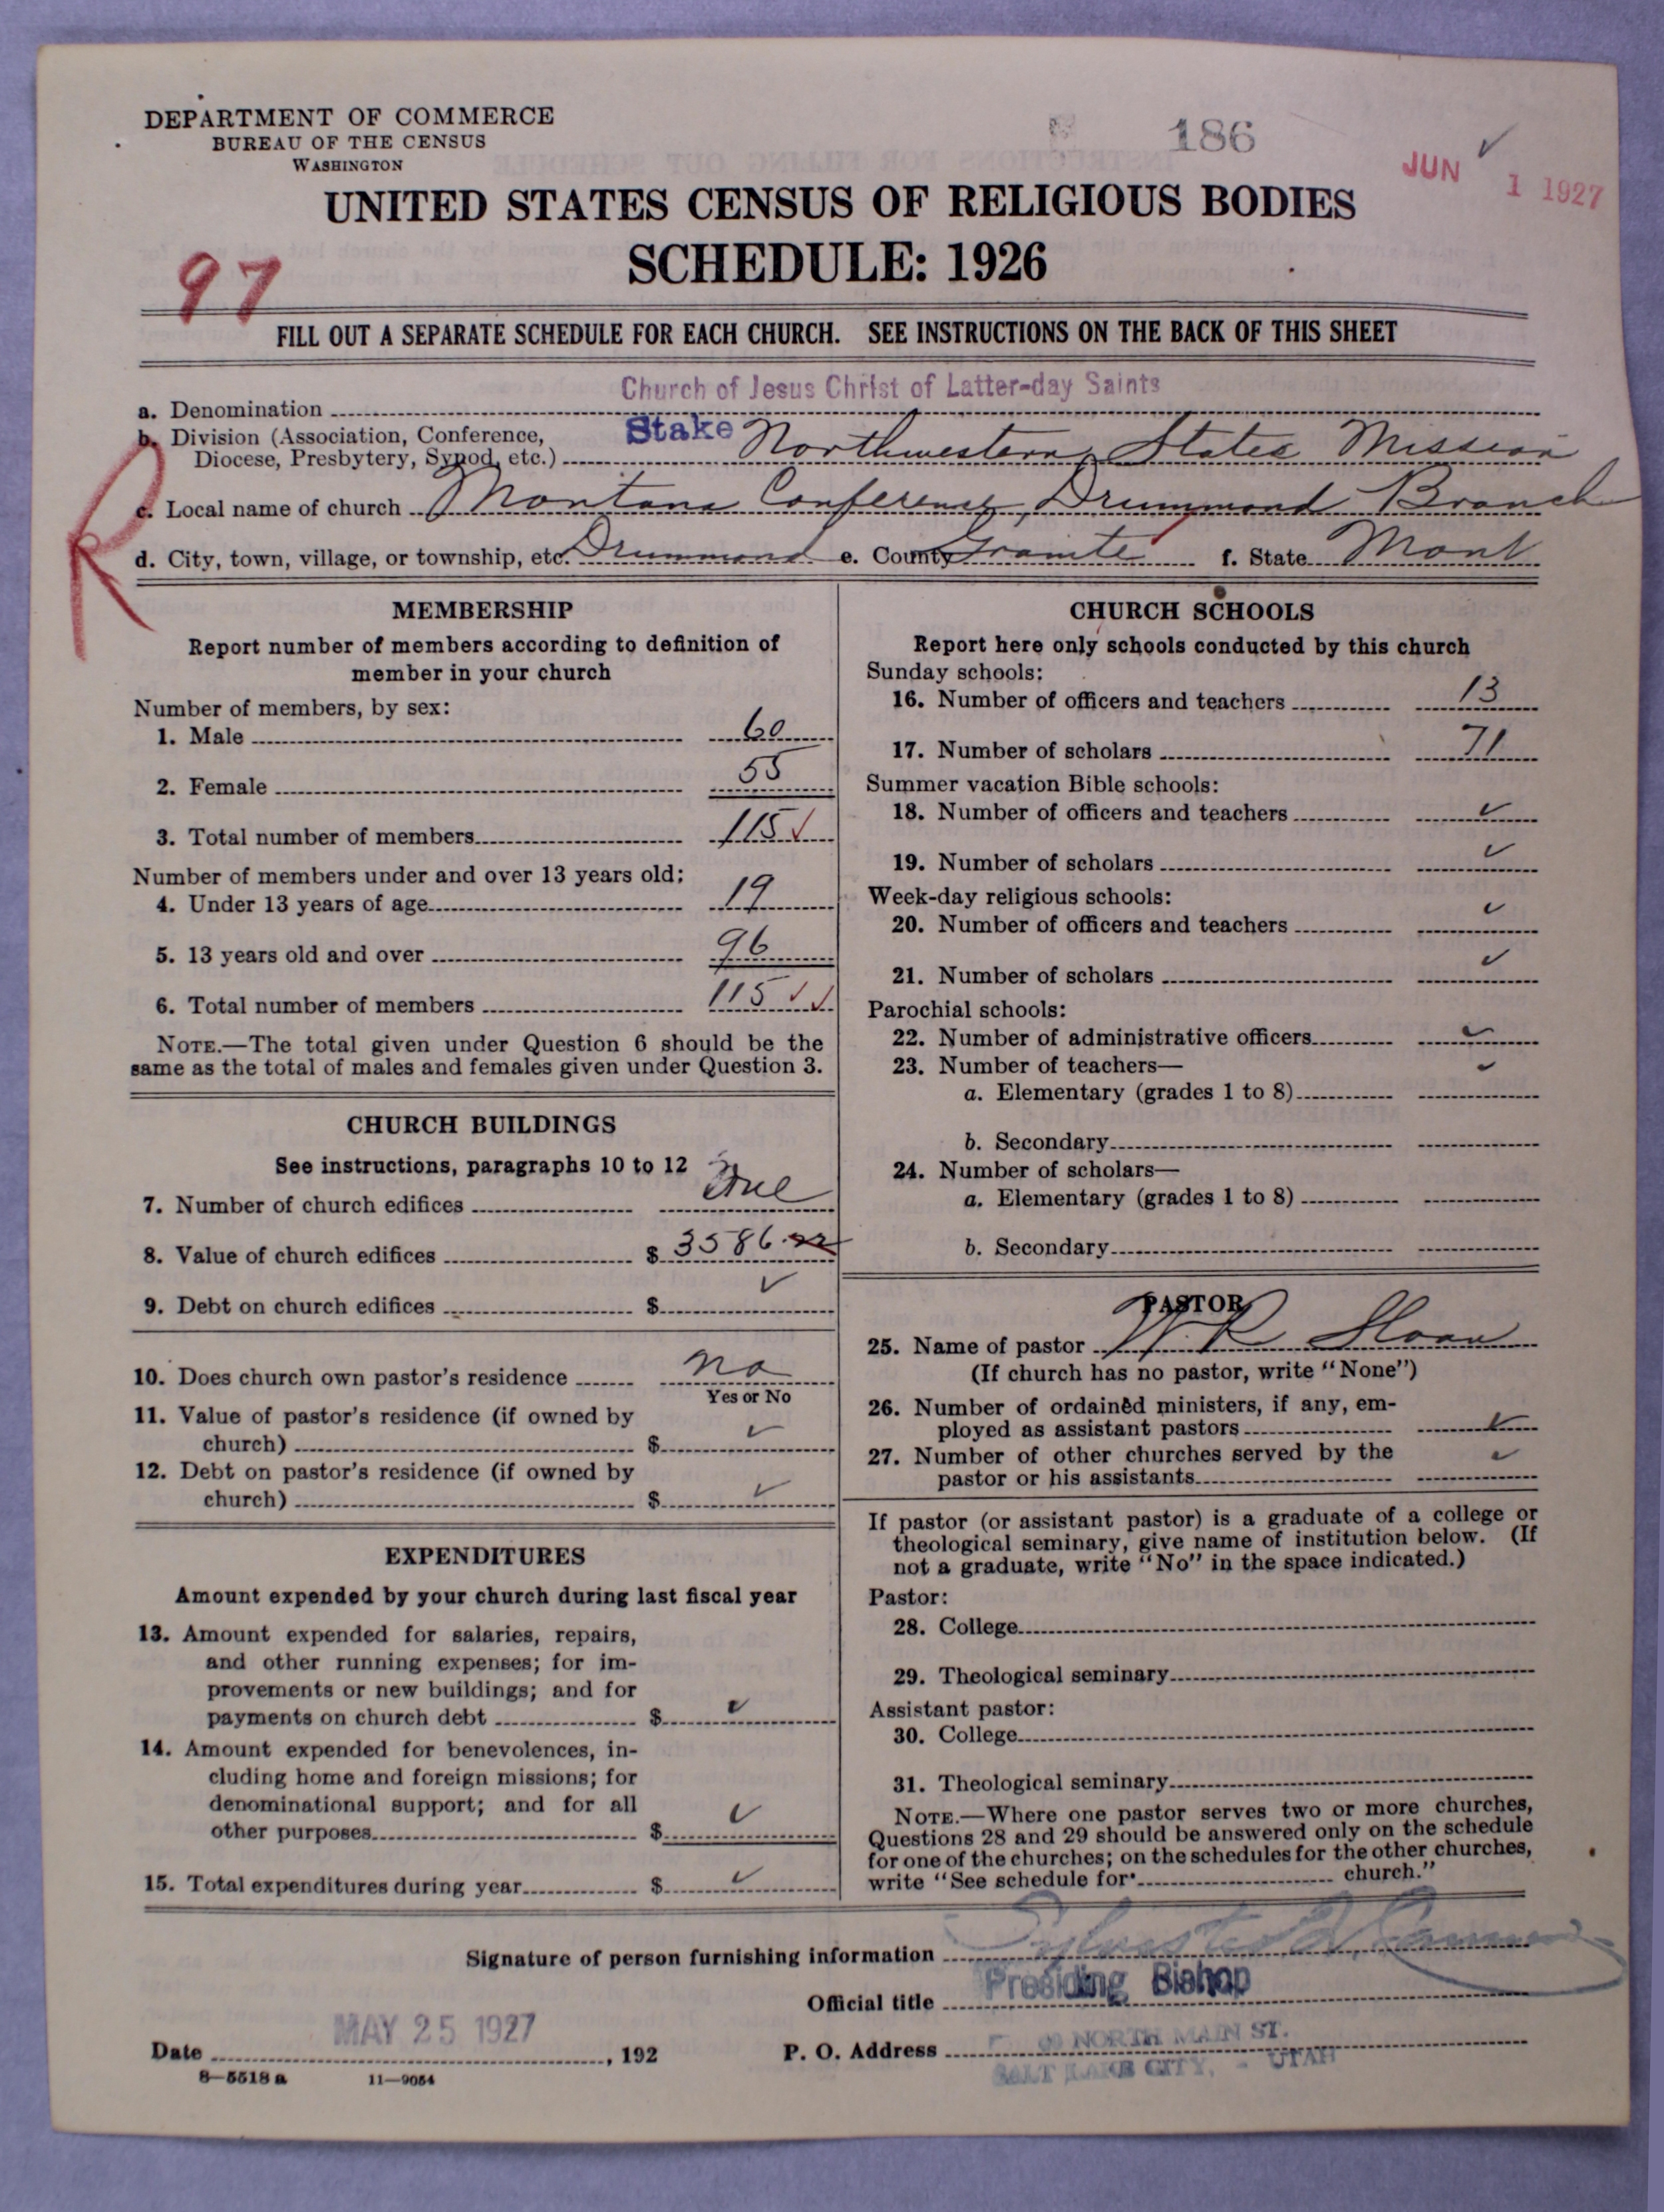 DEPARTMENT OF COMMERCE
BUREAU OF THE CENSUS
WASHINGTON
186
JUN 1 1927
UNITED STATES CENSUS OF RELIGIOUS BODIES
SCHEDULE: 1926
97
FILL OUT A SEPARATE SCHEDULE FOR EACH CHURCH. SEE INSTRUCTIONS ON THE BACK OF THIS SHEET
a. Denomination Church of Jesus Christ of Latter-day Saints
b. Division (Association, Conference, Diocese, Presbytery, Synod, etc.) Stake Northwestern States Mission
R
c. Local name of church Montana Conference, Drummond Branch
d. City, town, village, or township, etc. Drummond e. County Granite f. State Mont
MEMBERSHIP
Report number of members according to definition of
member in your church
Number of members, by sex:
1. Male 60
2. Female 55
3. Total number of members 115 ✓
Number of members under and over 13 years old:
4. Under 13 years of age 19
5. 13 years old and over 96
6. Total number of members 115 ✓✓
NOTE.—The total given under Question 6 should be the
same as the total of males and females given under Question 3.
CHURCH BUILDINGS
See instructions, paragraphs 10 to 12
7. Number of church edifices One
8. Value of church edifices $ 3586.
9. Debt on church edifices $ ✓
10. Does church own pastor's residence no
Yes or No
11. Value of pastor's residence (if owned by
church) $ ✓
12. Debt on pastor's residence (if owned by
church) $ ✓
EXPENDITURES
Amount expended by your church during last fiscal year
13. Amount expended for salaries, repairs,
and other running expenses; for im-
provements or new buildings; and for
payments on church debt $ ✓
14. Amount expended for benevolences, in-
cluding home and foreign missions; for
denominational support; and for all
other purposes $ ✓
15. Total expenditures during year $ ✓
CHURCH SCHOOLS
Report here only schools conducted by this church
Sunday schools:
16. Number of officers and teachers 13
17. Number of scholars 71
Summer vacation Bible schools:
18. Number of officers and teachers ✓
19. Number of scholars ✓
Week-day religious schools:
20. Number of officers and teachers ✓
21. Number of scholars ✓
Parochial schools:
22. Number of administrative officers ✓
23. Number of teachers— ✓
a. Elementary (grades 1 to 8)
b. Secondary
24. Number of scholars—
a. Elementary (grades 1 to 8)
b. Secondary
PASTOR
25. Name of pastor W. R. Sloan
(If church has no pastor, write "None")
26. Number of ordained ministers, if any, em-
ployed as assistant pastors ✓
27. Number of other churches served by the
pastor or his assistants ✓
If pastor (or assistant pastor) is a graduate of a college or
theological seminary, give name of institution below. (If
not a graduate, write "No" in the space indicated.)
Pastor:
28. College
29. Theological seminary
Assistant pastor:
30. College
31. Theological seminary
NOTE.—Where one pastor serves two or more churches,
Questions 28 and 29 should be answered only on the schedule
for one of the churches; on the schedules for the other churches,
write "See schedule for church."
Signature of person furnishing information Sylvester Q. Cannon
Official title Presiding Bishop
Date MAY 25 1927, 192
P. O. Address NORTH MAIN ST.
SALT LAKE CITY, - UTAH
8—5518 a 11—9054